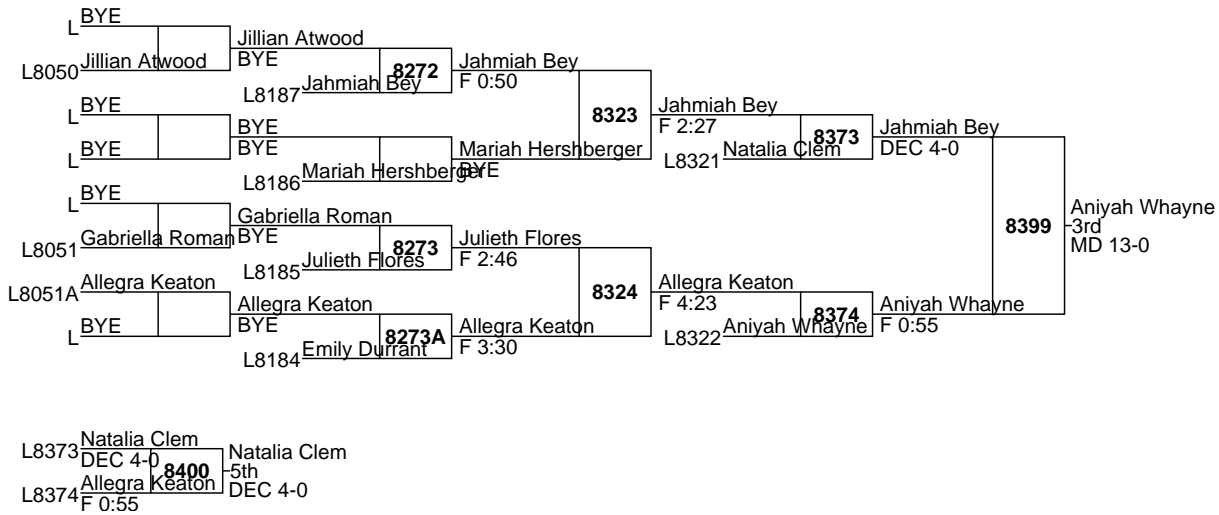 L BYE
Jillian Atwood
L8050 Jillian Atwood
BYE
8272
Jahmiah Bey
L8187 Jahmiah Bey
F 0:50
L BYE
8323
Jahmiah Bey
BYE
F 2:27
8373
Jahmiah Bey
L BYE
BYE
Mariah Hershberger
L8321 Natalia Clem
DEC 4-0
L8186 Mariah Hershberger
BYE
L BYE
Gabriella Roman
8399
Aniyah Whayne
3rd
MD 13-0
L8051 Gabriella Roman
BYE
8273
Julieth Flores
L8185 Julieth Flores
F 2:46
L8051A Allegra Keaton
8324
Allegra Keaton
Allegra Keaton
F 4:23
8374
Aniyah Whayne
L BYE
BYE
8273A
Allegra Keaton
L8322 Aniyah Whayne
F 0:55
L8184 Emily Durrant
F 3:30
L8373 Natalia Clem
DEC 4-0
8400
Natalia Clem
5th
DEC 4-0
L8374 Allegra Keaton
F 0:55